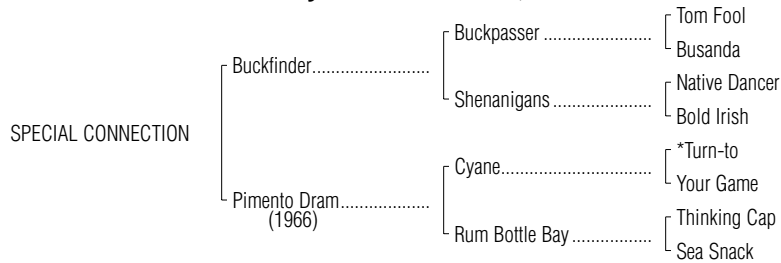 Tom Fool
Buckpasser ........................
Busanda
Buckfinder..........................
Native Dancer
Shenanigans ......................
Bold Irish
SPECIAL CONNECTION
*Turn-to
Cyane.................................
Your Game
Pimento Dram....................
(1966)
Thinking Cap
Rum Bottle Bay ..................
Sea Snack